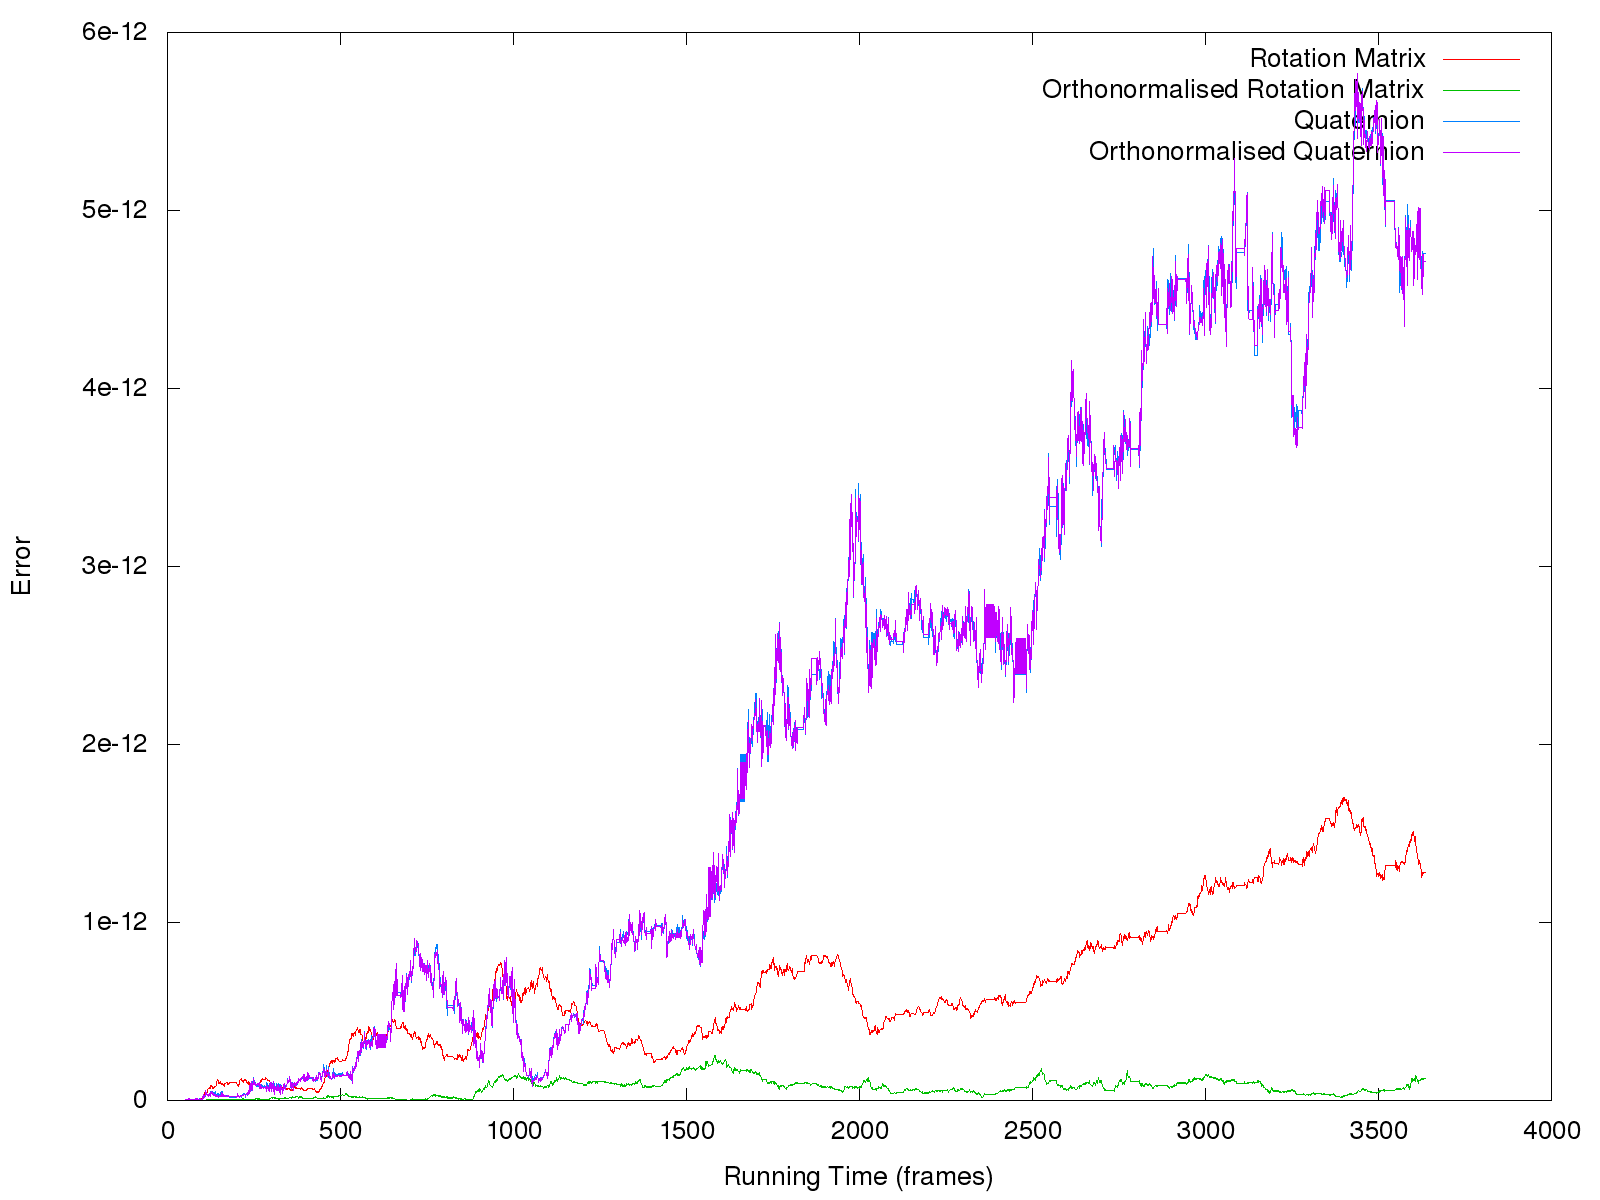 6e-12
5e-12
4e-12
3e-12
2e-12
1e-12
0
Error
Rotation Matrix
Orthonormalised Rotation Matrix
Quaternion
Orthonormalised Quaternion
0 500 1000 1500 2000 2500 3000 3500 4000
Running Time (frames)